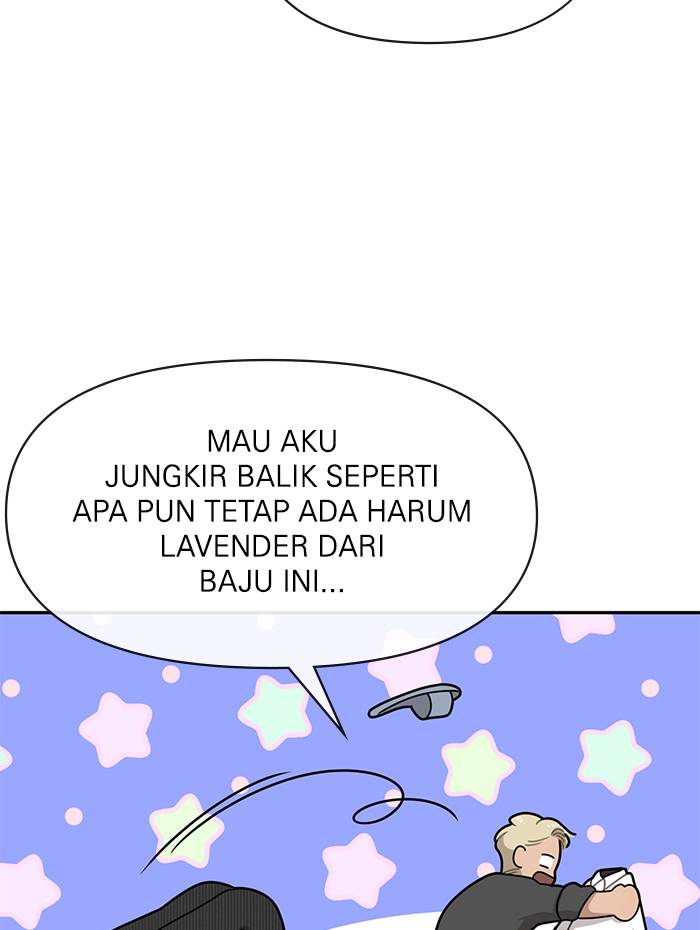 MAU AKU
JUNGKIR BALIK SEPERTI
APA PUN TETAP ADA HARUM
LAVENDER DARI
BAJU INI...